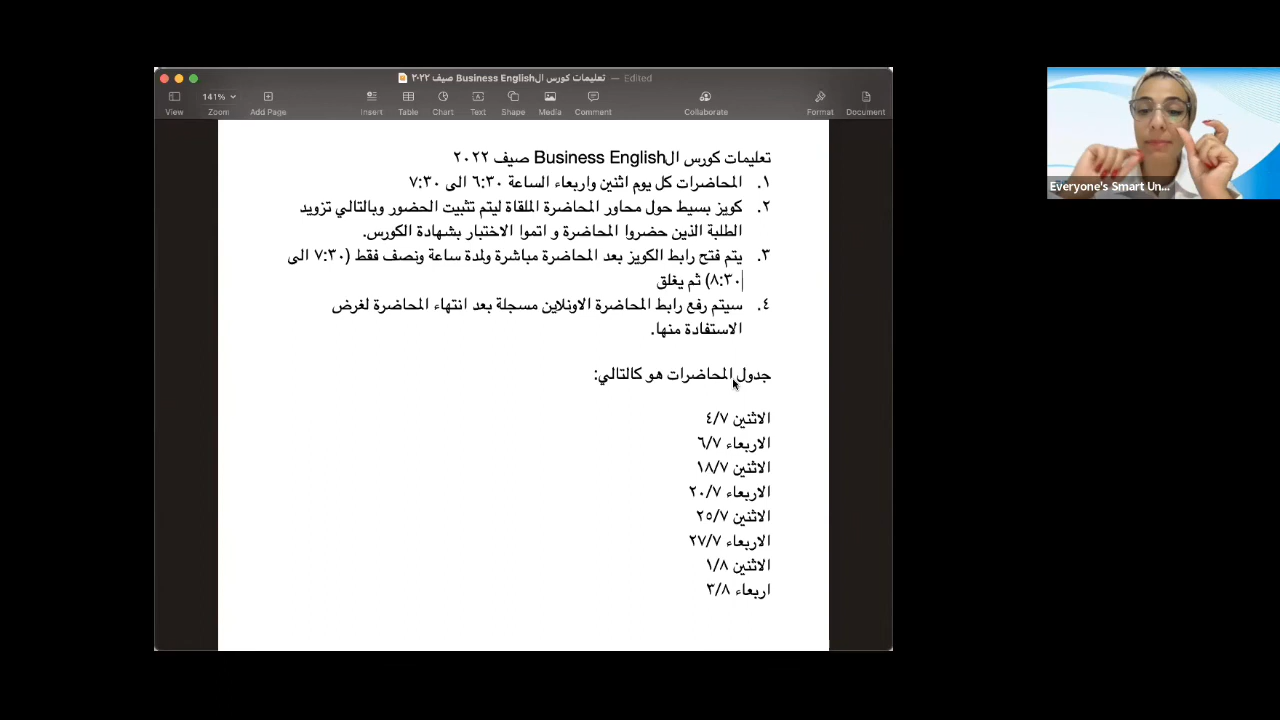 تعليمات كورس الBusiness English صيف ٢٠٢٢ — Edited
141%
View Zoom Add Page Insert Table Chart Text Shape Media Comment Collaborate Format Document
تعليمات كورس الBusiness English صيف ٢٠٢٢
١. المحاضرات كل يوم اثنين واربعاء الساعة ٦:٣٠ الى ٧:٣٠
٢. كويز بسيط حول محاور المحاضرة الملقاة ليتم تثبيت الحضور وبالتالي تزويد
الطلبة الذين حضروا المحاضرة و اتموا الاختبار بشهادة الكورس.
٣. يتم فتح رابط الكويز بعد المحاضرة مباشرة ولدة ساعة ونصف فقط (٧:٣٠ الى
٨:٣٠) ثم يغلق
٤. سيتم رفع رابط المحاضرة الاونلاين مسجلة بعد انتهاء المحاضرة لغرض
الاستفادة منها.
جدول المحاضرات هو كالتالي:
الاثنين ٤/٧
الاربعاء ٦/٧
الاثنين ١٨/٧
الاربعاء ٢٠/٧
الاثنين ٢٥/٧
الاربعاء ٢٧/٧
الاثنين ١/٨
اربعاء ٣/٨
Everyone's Smart Un...